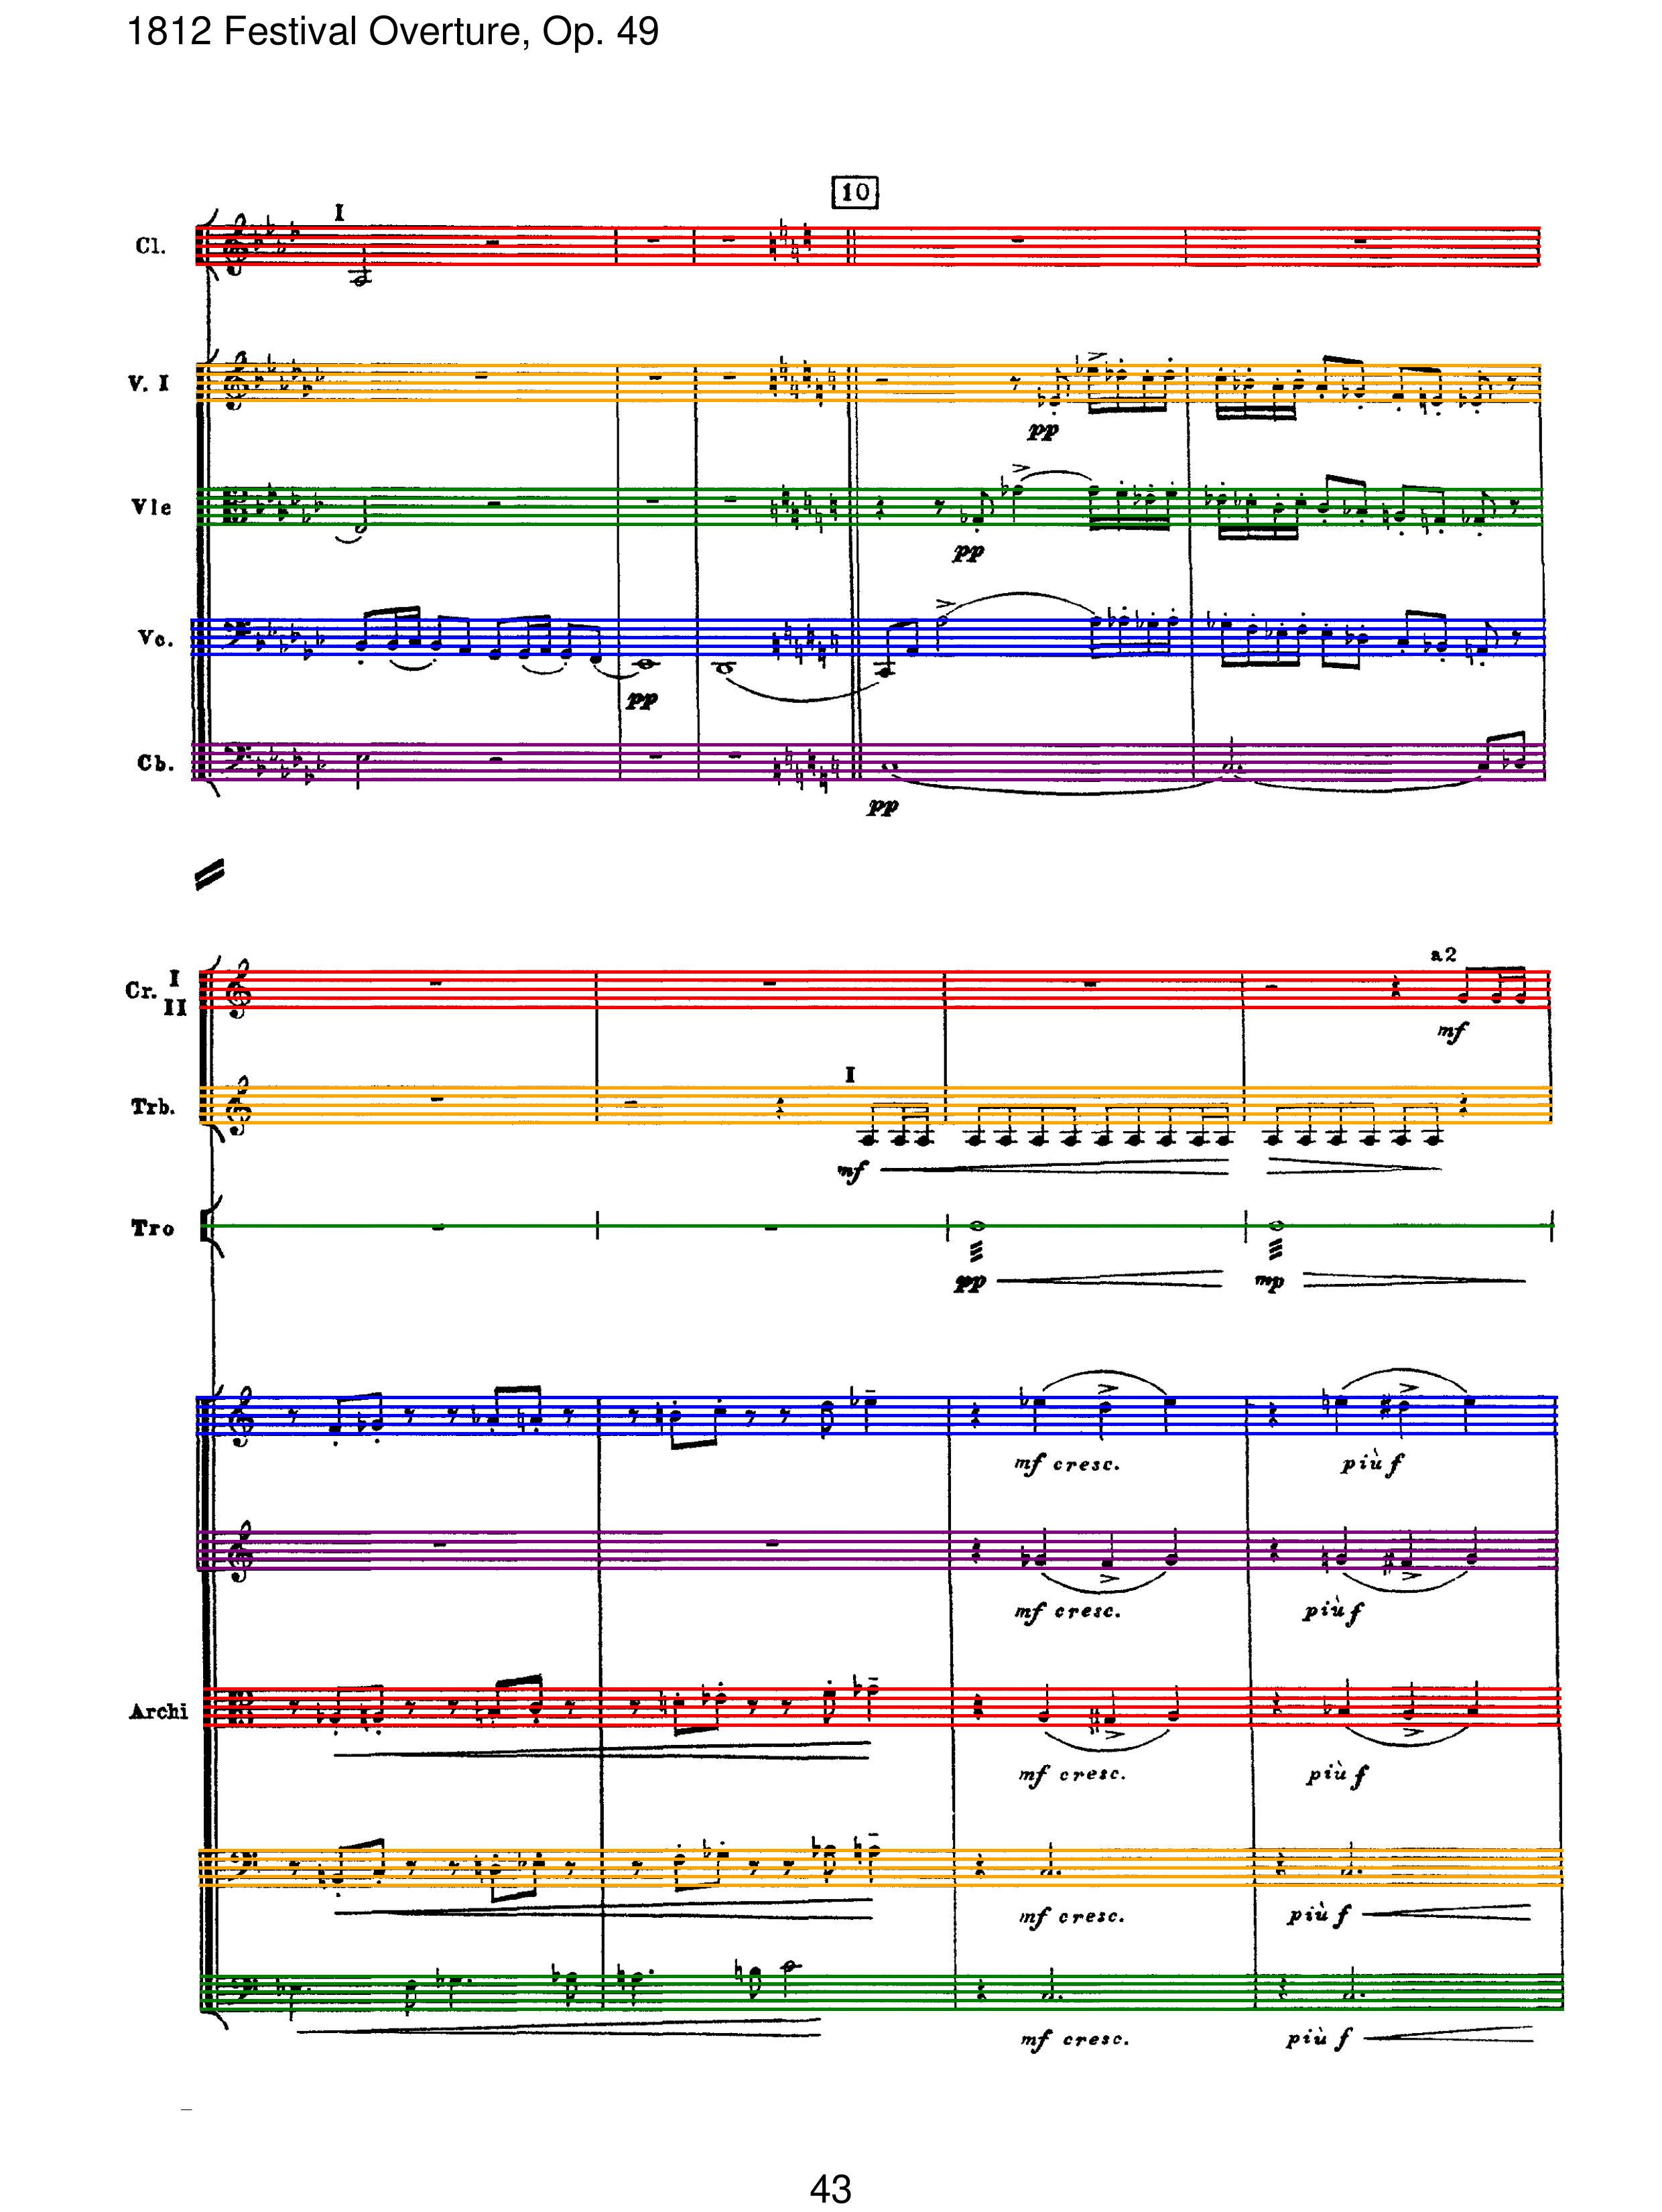 1812 Festival Overture, Op. 49
10
I
Cl.
V. I
pp
Vle
pp
Vc.
pp
Cb.
pp
a2
Cr. I
II
mf
I
Trb.
mf
Tro
pp mp
mf cresc. più f
mf cresc. più f
Archi
mf cresc. più f
mf cresc. più f
mf cresc. più f
43